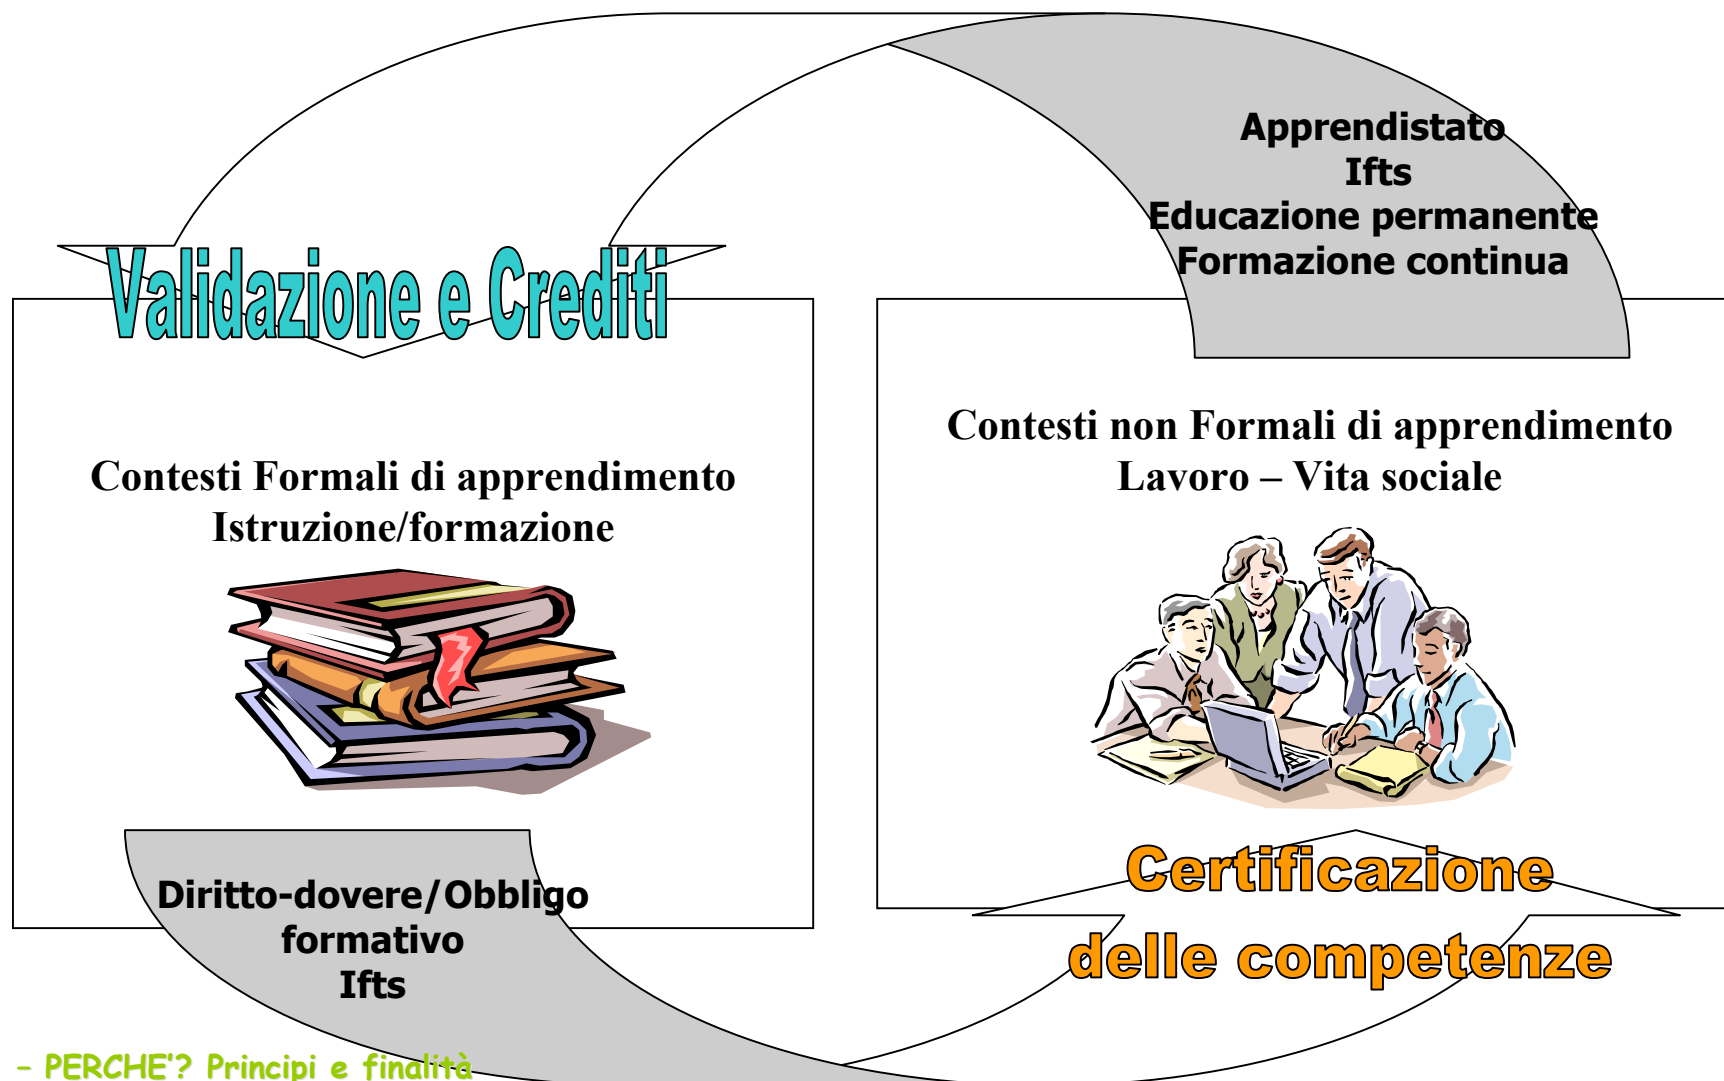 Apprendistato
Ifts
Educazione permanente
Formazione continua
Validazione e Crediti
Contesti Formali di apprendimento
Istruzione/formazione
Contesti non Formali di apprendimento
Lavoro – Vita sociale
Diritto-dovere/Obbligo
formativo
Ifts
Certificazione
delle competenze
– PERCHE’? Principi e finalità